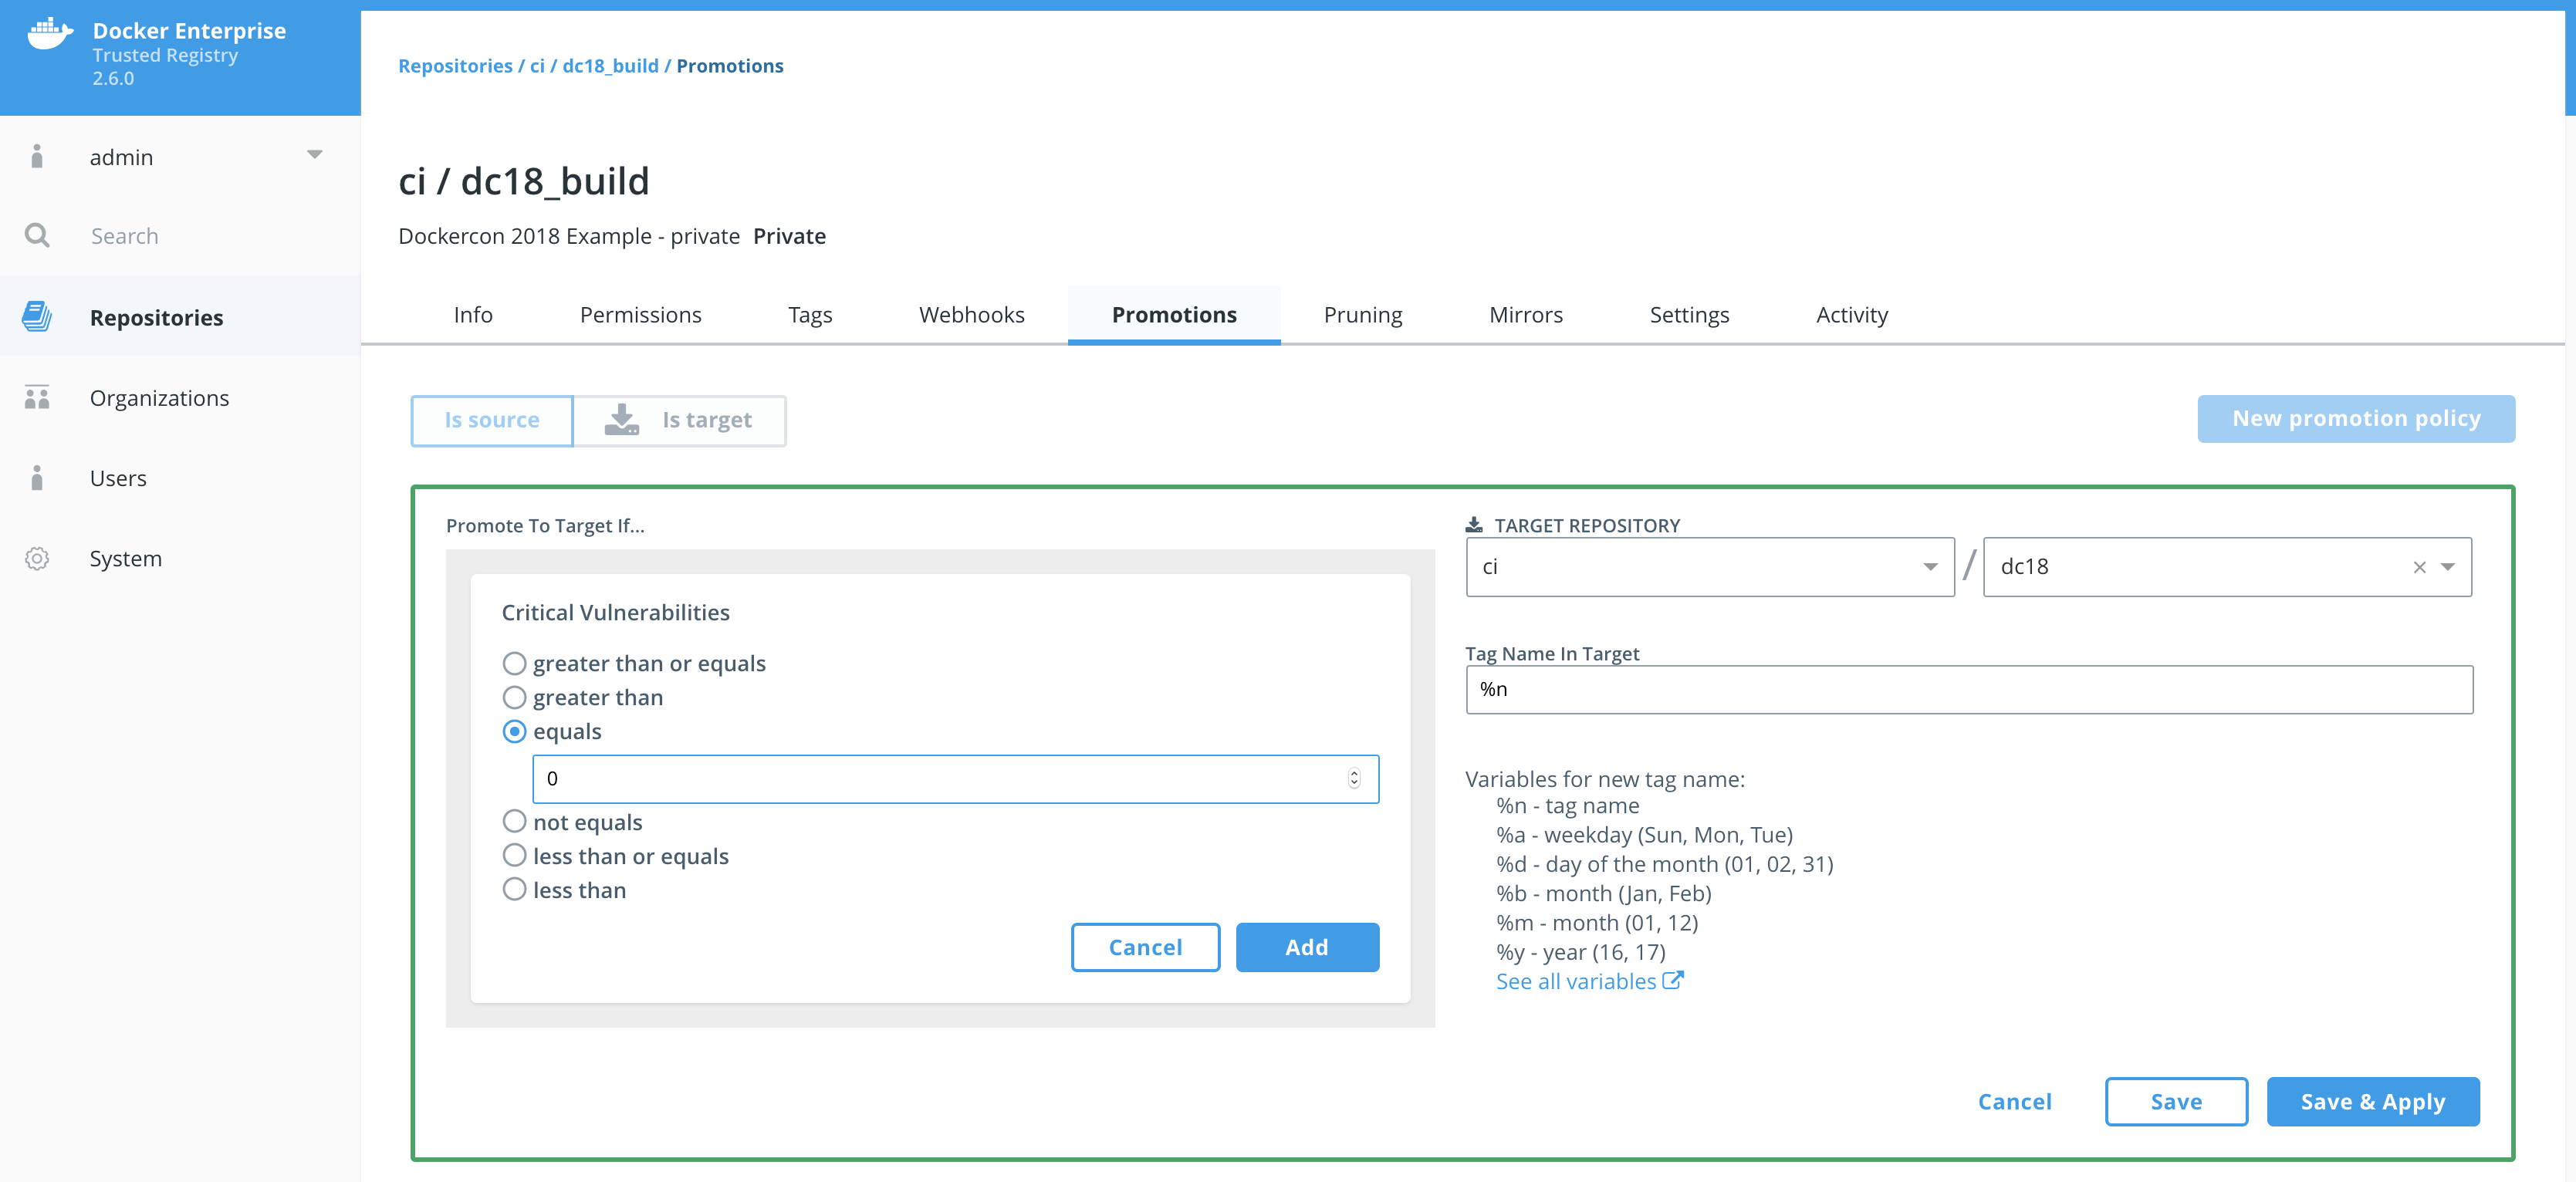 Docker Enterprise
Trusted Registry
2.6.0
admin
Search
Repositories
Organizations
Users
System
Repositories / ci / dc18_build / Promotions
ci / dc18_build
Dockercon 2018 Example - private Private
Info Permissions Tags Webhooks Promotions Pruning Mirrors Settings Activity
Is source Is target
New promotion policy
Promote To Target If...
Critical Vulnerabilities
greater than or equals
greater than
equals
0
not equals
less than or equals
less than
Cancel Add
TARGET REPOSITORY
ci / dc18
Tag Name In Target
%n
Variables for new tag name:
%n - tag name
%a - weekday (Sun, Mon, Tue)
%d - day of the month (01, 02, 31)
%b - month (Jan, Feb)
%m - month (01, 12)
%y - year (16, 17)
See all variables
Cancel Save Save & Apply